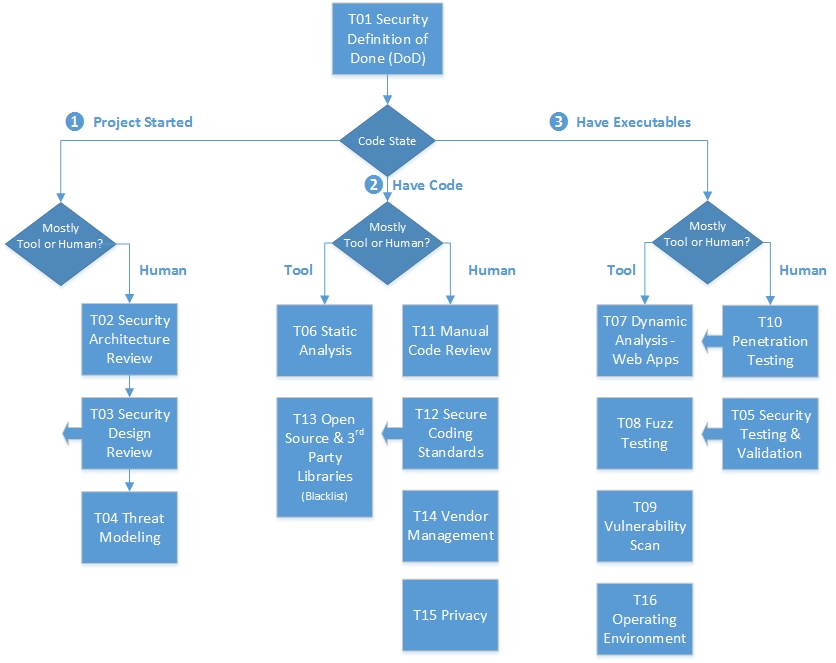 T01 Security
Definition of
Done (DoD)
1 Project Started
Code State
3 Have Executables
2 Have Code
Mostly
Tool or Human?
Human
T02 Security
Architecture
Review
T03 Security
Design
Review
T04 Threat
Modeling
Mostly
Tool or Human?
Tool
Human
T06 Static
Analysis
T13 Open
Source & 3rd
Party
Libraries
(Blacklist)
T11 Manual
Code Review
T12 Secure
Coding
Standards
T14 Vendor
Management
T15 Privacy
Mostly
Tool or Human?
Tool
Human
T07 Dynamic
Analysis -
Web Apps
T08 Fuzz
Testing
T09
Vulnerability
Scan
T16
Operating
Environment
T10
Penetration
Testing
T05 Security
Testing &
Validation